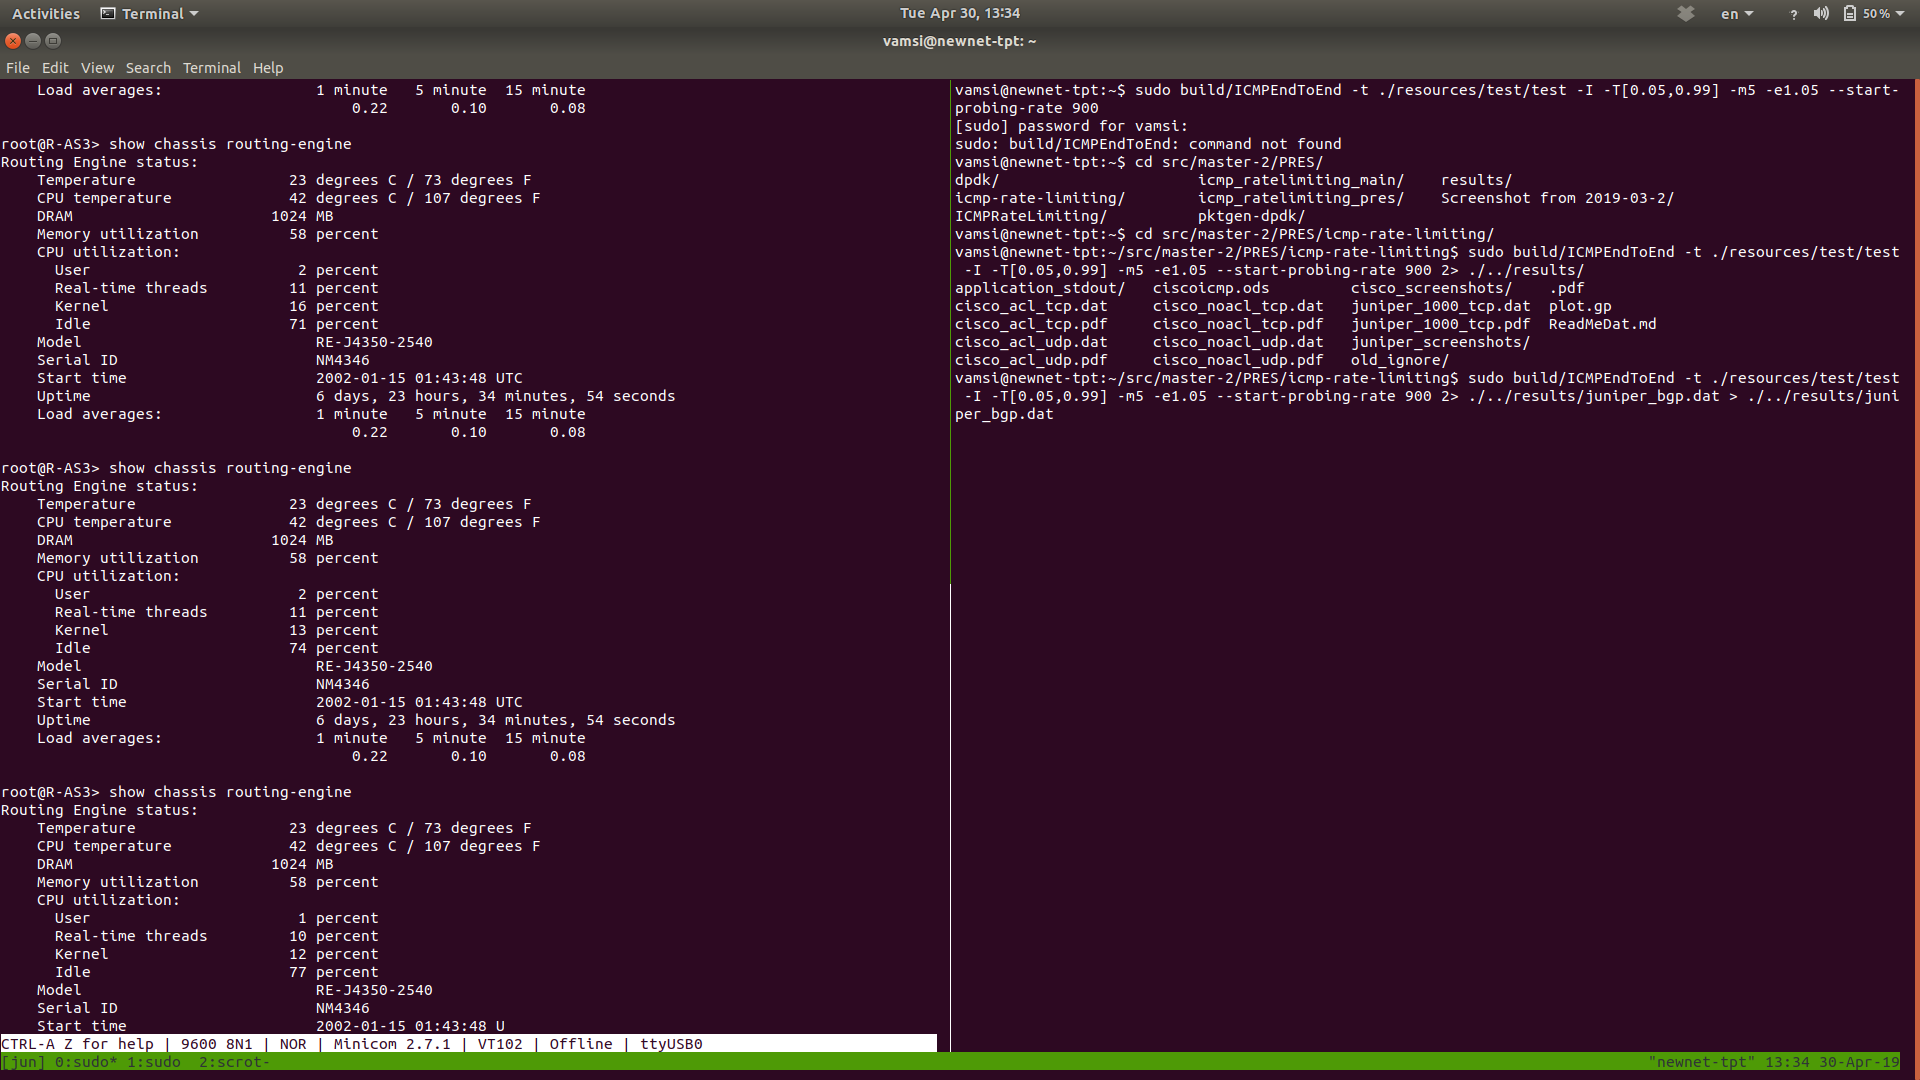 Activities Terminal Tue Apr 30, 13:34 en ? 50 %
vamsi@newnet-tpt: ~
File Edit View Search Terminal Help
Load averages: 1 minute 5 minute 15 minute
0.22 0.10 0.08
root@R-AS3> show chassis routing-engine
Routing Engine status:
Temperature 23 degrees C / 73 degrees F
CPU temperature 42 degrees C / 107 degrees F
DRAM 1024 MB
Memory utilization 58 percent
CPU utilization:
User 2 percent
Real-time threads 11 percent
Kernel 16 percent
Idle 71 percent
Model RE-J4350-2540
Serial ID NM4346
Start time 2002-01-15 01:43:48 UTC
Uptime 6 days, 23 hours, 34 minutes, 54 seconds
Load averages: 1 minute 5 minute 15 minute
0.22 0.10 0.08
root@R-AS3> show chassis routing-engine
Routing Engine status:
Temperature 23 degrees C / 73 degrees F
CPU temperature 42 degrees C / 107 degrees F
DRAM 1024 MB
Memory utilization 58 percent
CPU utilization:
User 2 percent
Real-time threads 11 percent
Kernel 13 percent
Idle 74 percent
Model RE-J4350-2540
Serial ID NM4346
Start time 2002-01-15 01:43:48 UTC
Uptime 6 days, 23 hours, 34 minutes, 54 seconds
Load averages: 1 minute 5 minute 15 minute
0.22 0.10 0.08
root@R-AS3> show chassis routing-engine
Routing Engine status:
Temperature 23 degrees C / 73 degrees F
CPU temperature 42 degrees C / 107 degrees F
DRAM 1024 MB
Memory utilization 58 percent
CPU utilization:
User 1 percent
Real-time threads 10 percent
Kernel 12 percent
Idle 77 percent
Model RE-J4350-2540
Serial ID NM4346
Start time 2002-01-15 01:43:48 U
CTRL-A Z for help | 9600 8N1 | NOR | Minicom 2.7.1 | VT102 | Offline | ttyUSB0
vamsi@newnet-tpt:~$ sudo build/ICMPEndToEnd -t ./resources/test/test -I -T[0.05,0.99] -m5 -e1.05 --start-
probing-rate 900
[sudo] password for vamsi:
sudo: build/ICMPEndToEnd: command not found
vamsi@newnet-tpt:~$ cd src/master-2/PRES/
dpdk/ icmp_ratelimiting_main/ results/
icmp-rate-limiting/ icmp_ratelimiting_pres/ Screenshot from 2019-03-2/
ICMPRateLimiting/ pktgen-dpdk/
vamsi@newnet-tpt:~$ cd src/master-2/PRES/icmp-rate-limiting/
vamsi@newnet-tpt:~/src/master-2/PRES/icmp-rate-limiting$ sudo build/ICMPEndToEnd -t ./resources/test/test
-I -T[0.05,0.99] -m5 -e1.05 --start-probing-rate 900 2> ./../results/
application_stdout/ ciscoicmp.ods cisco_screenshots/ .pdf
cisco_acl_tcp.dat cisco_noacl_tcp.dat juniper_1000_tcp.dat plot.gp
cisco_acl_tcp.pdf cisco_noacl_tcp.pdf juniper_1000_tcp.pdf ReadMeDat.md
cisco_acl_udp.dat cisco_noacl_udp.dat juniper_screenshots/
cisco_acl_udp.pdf cisco_noacl_udp.pdf old_ignore/
vamsi@newnet-tpt:~/src/master-2/PRES/icmp-rate-limiting$ sudo build/ICMPEndToEnd -t ./resources/test/test
-I -T[0.05,0.99] -m5 -e1.05 --start-probing-rate 900 2> ./../results/juniper_bgp.dat > ./../results/juni
per_bgp.dat
[jun] 0:sudo* 1:sudo 2:scrot- "newnet-tpt" 13:34 30-Apr-19